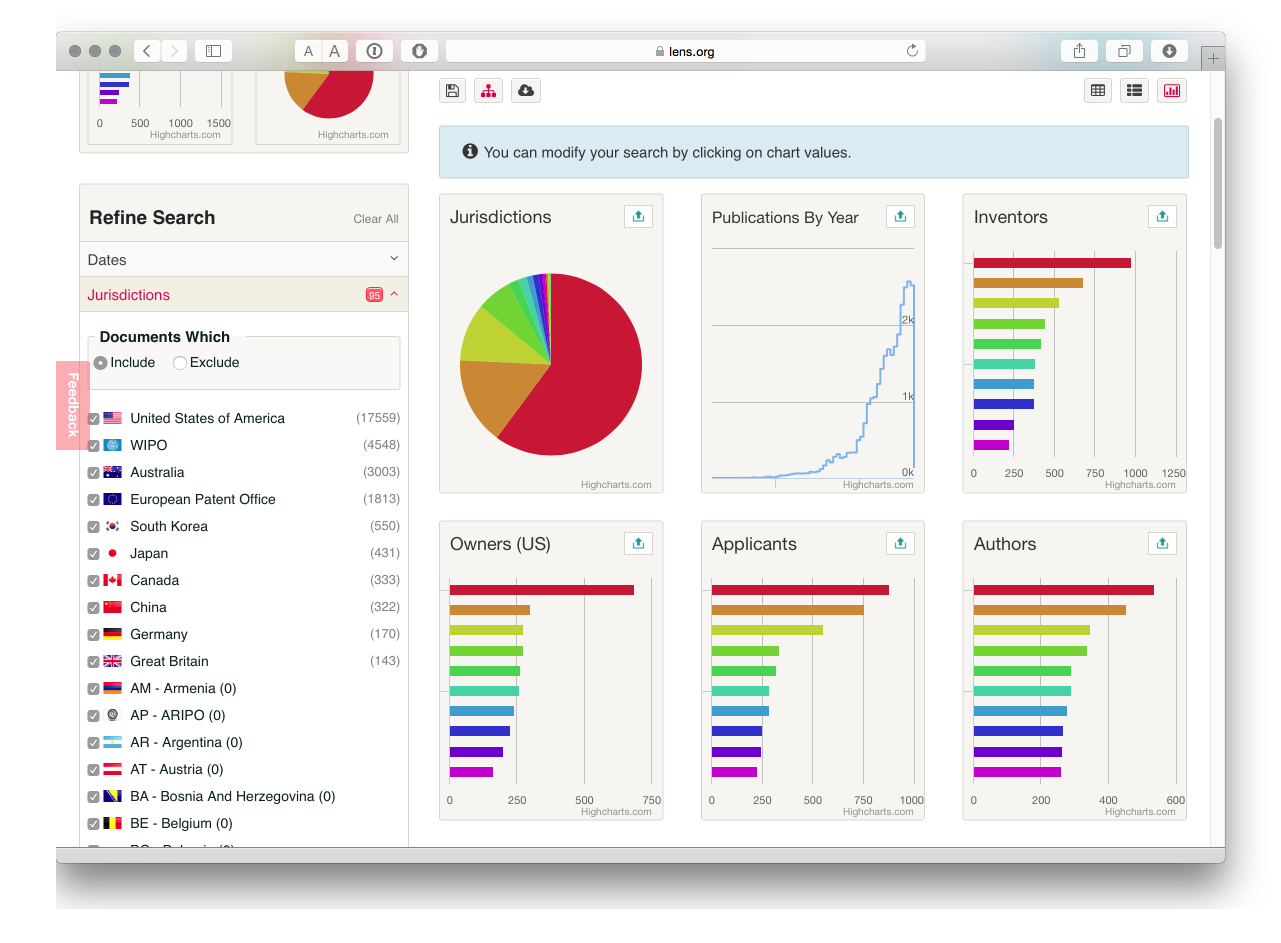 A A
lens.org
0 500 1000 1500
Highcharts.com
Highcharts.com
You can modify your search by clicking on chart values.
Refine Search
Clear All
Dates
Jurisdictions
95
Documents Which
Include
Exclude
Feedback
United States of America (17559)
WIPO (4548)
Australia (3003)
European Patent Office (1813)
South Korea (550)
Japan (431)
Canada (333)
China (322)
Germany (170)
Great Britain (143)
AM - Armenia (0)
AP - ARIPO (0)
AR - Argentina (0)
AT - Austria (0)
BA - Bosnia And Herzegovina (0)
BE - Belgium (0)
Jurisdictions
Highcharts.com
Publications By Year
2k
1k
0k
Highcharts.com
Inventors
0 250 500 750 1000 1250
Highcharts.com
Owners (US)
0 250 500 750
Highcharts.com
Applicants
0 250 500 750 1000
Highcharts.com
Authors
0 200 400 600
Highcharts.com